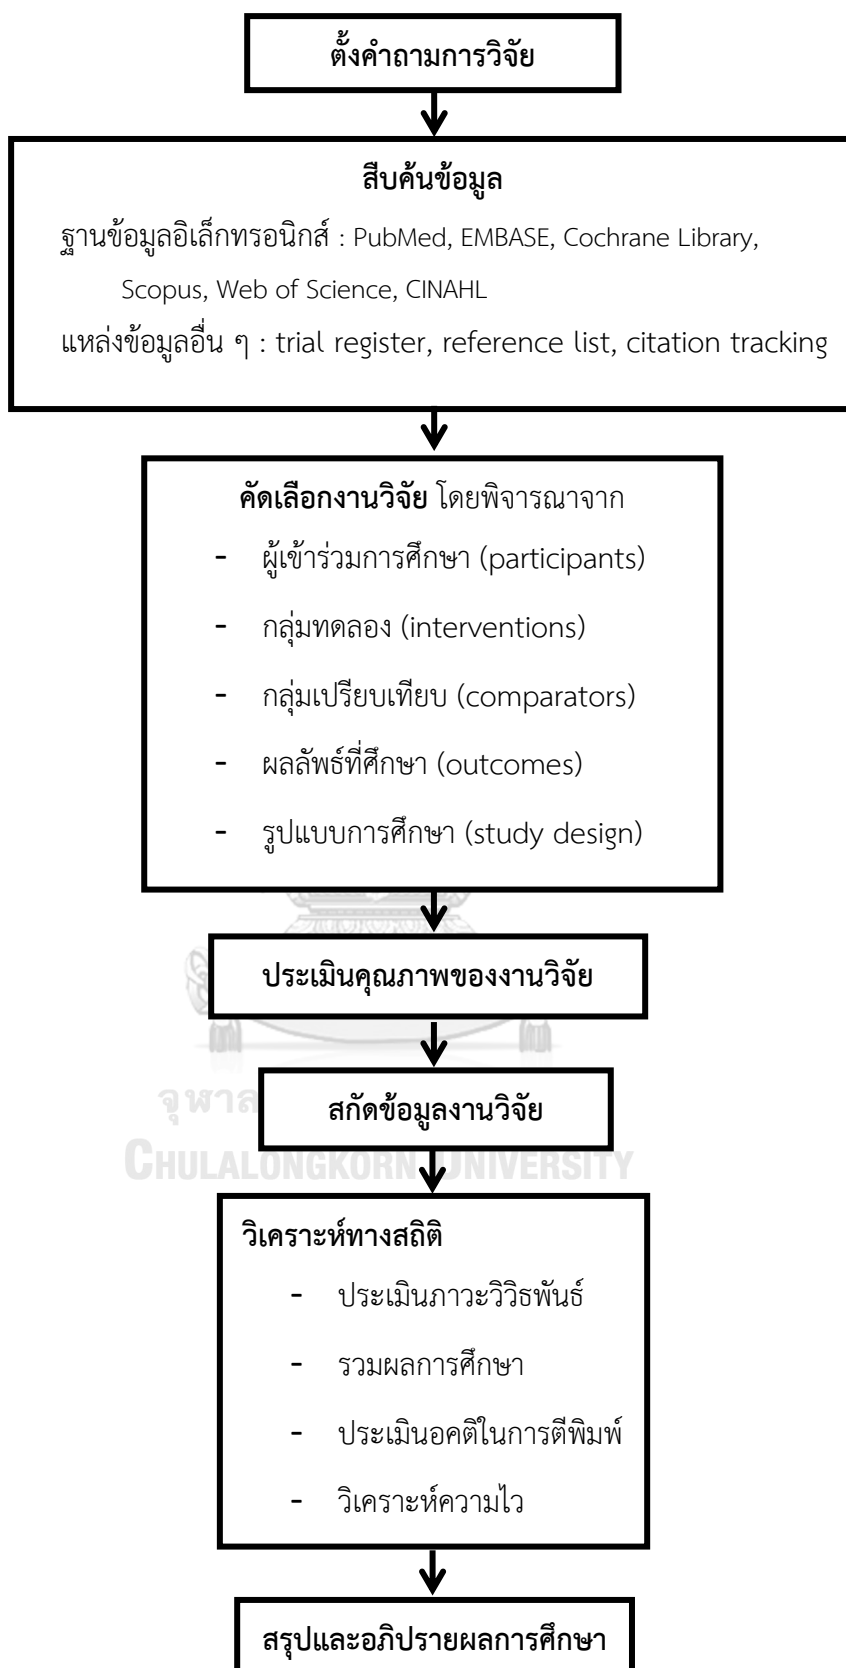 ตั้งคำถามการวิจัย
สืบค้นข้อมูล
ฐานข้อมูลอิเล็กทรอนิกส์ : PubMed, EMBASE, Cochrane Library,
Scopus, Web of Science, CINAHL
แหล่งข้อมูลอื่น ๆ : trial register, reference list, citation tracking
คัดเลือกงานวิจัย โดยพิจารณาจาก
- ผู้เข้าร่วมการศึกษา (participants)
- กลุ่มทดลอง (interventions)
- กลุ่มเปรียบเทียบ (comparators)
- ผลลัพธ์ที่ศึกษา (outcomes)
- รูปแบบการศึกษา (study design)
ประเมินคุณภาพของงานวิจัย
สกัดข้อมูลงานวิจัย
จุฬาล
CHULALONGKORN UNIVERSITY
วิเคราะห์ทางสถิติ
- ประเมินภาวะวิวิธพันธ์
- รวมผลการศึกษา
- ประเมินอคติในการตีพิมพ์
- วิเคราะห์ความไว
สรุปและอภิปรายผลการศึกษา